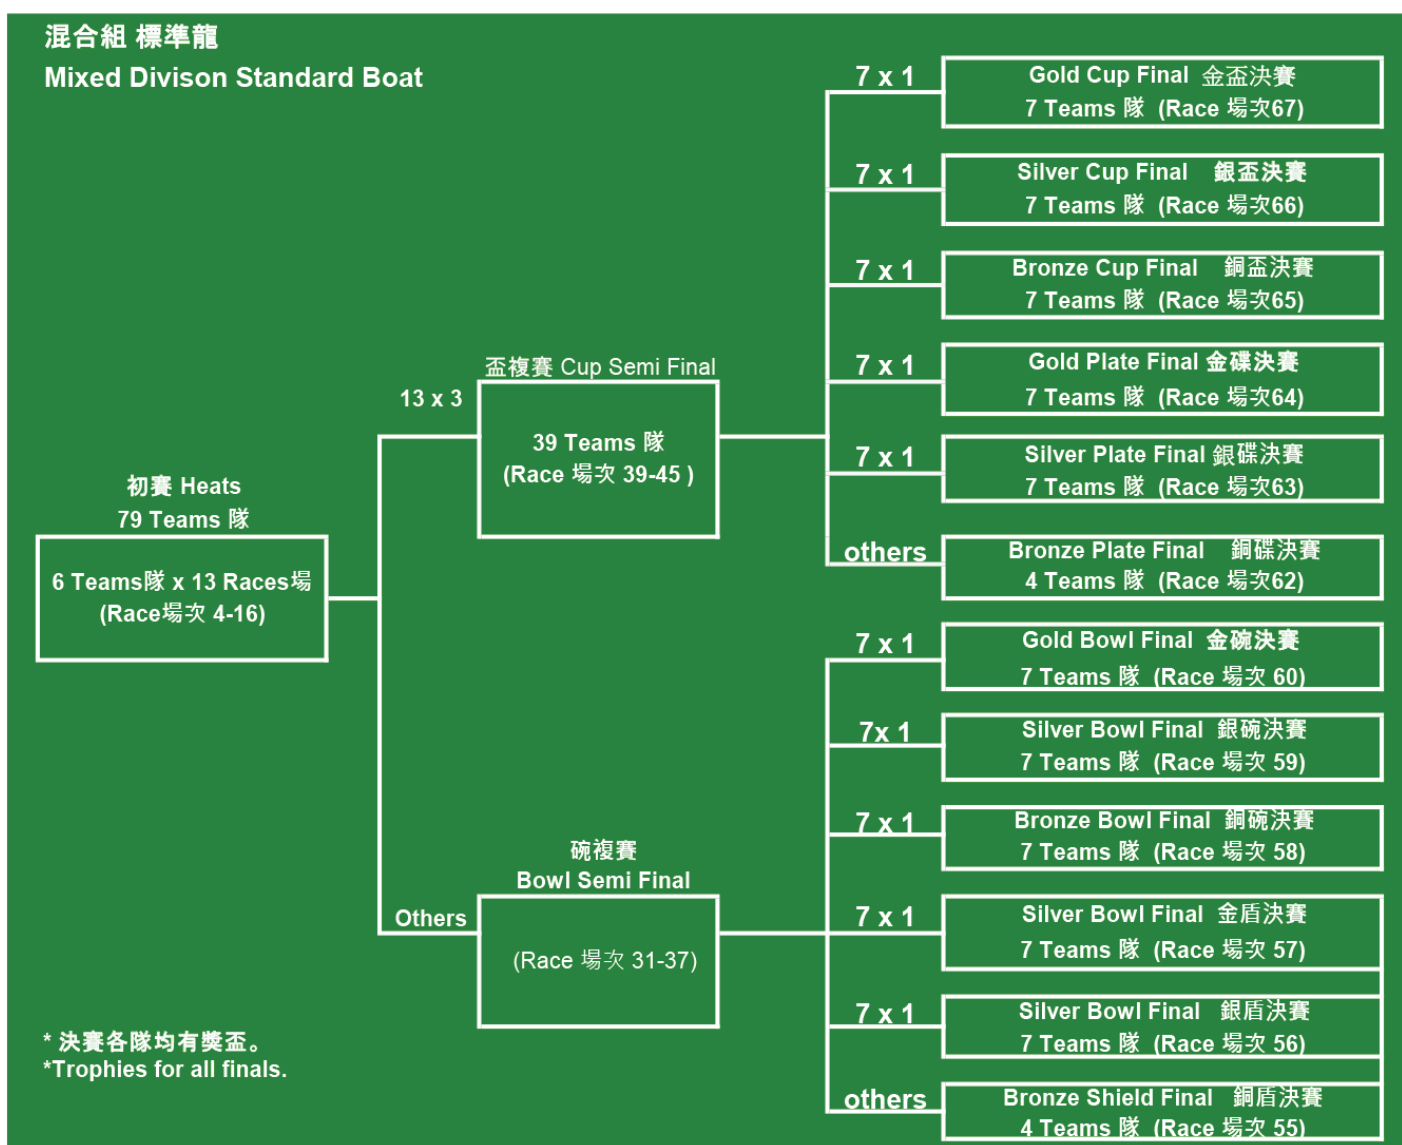 混合組 標準龍
Mixed Divison Standard Boat
初賽 Heats
79 Teams 隊
6 Teams隊 x 13 Races場
(Race場次 4-16)
13 x 3
盃複賽 Cup Semi Final
39 Teams 隊
(Race 場次 39-45 )
Others
碗複賽
Bowl Semi Final
(Race 場次 31-37)
7 x 1
Gold Cup Final 金盃決賽
7 Teams 隊 (Race 場次67)
7 x 1
Silver Cup Final 銀盃決賽
7 Teams 隊 (Race 場次66)
7 x 1
Bronze Cup Final 銅盃決賽
7 Teams 隊 (Race 場次65)
7 x 1
Gold Plate Final 金碟決賽
7 Teams 隊 (Race 場次64)
7 x 1
Silver Plate Final 銀碟決賽
7 Teams 隊 (Race 場次63)
others
Bronze Plate Final 銅碟決賽
4 Teams 隊 (Race 場次62)
7 x 1
Gold Bowl Final 金碗決賽
7 Teams 隊 (Race 場次 60)
7x 1
Silver Bowl Final 銀碗決賽
7 Teams 隊 (Race 場次 59)
7 x 1
Bronze Bowl Final 銅碗決賽
7 Teams 隊 (Race 場次 58)
7 x 1
Silver Bowl Final 金盾決賽
7 Teams 隊 (Race 場次 57)
7 x 1
Silver Bowl Final 銀盾決賽
7 Teams 隊 (Race 場次 56)
others
Bronze Shield Final 銅盾決賽
4 Teams 隊 (Race 場次 55)
* 決賽各隊均有獎盃。
*Trophies for all finals.